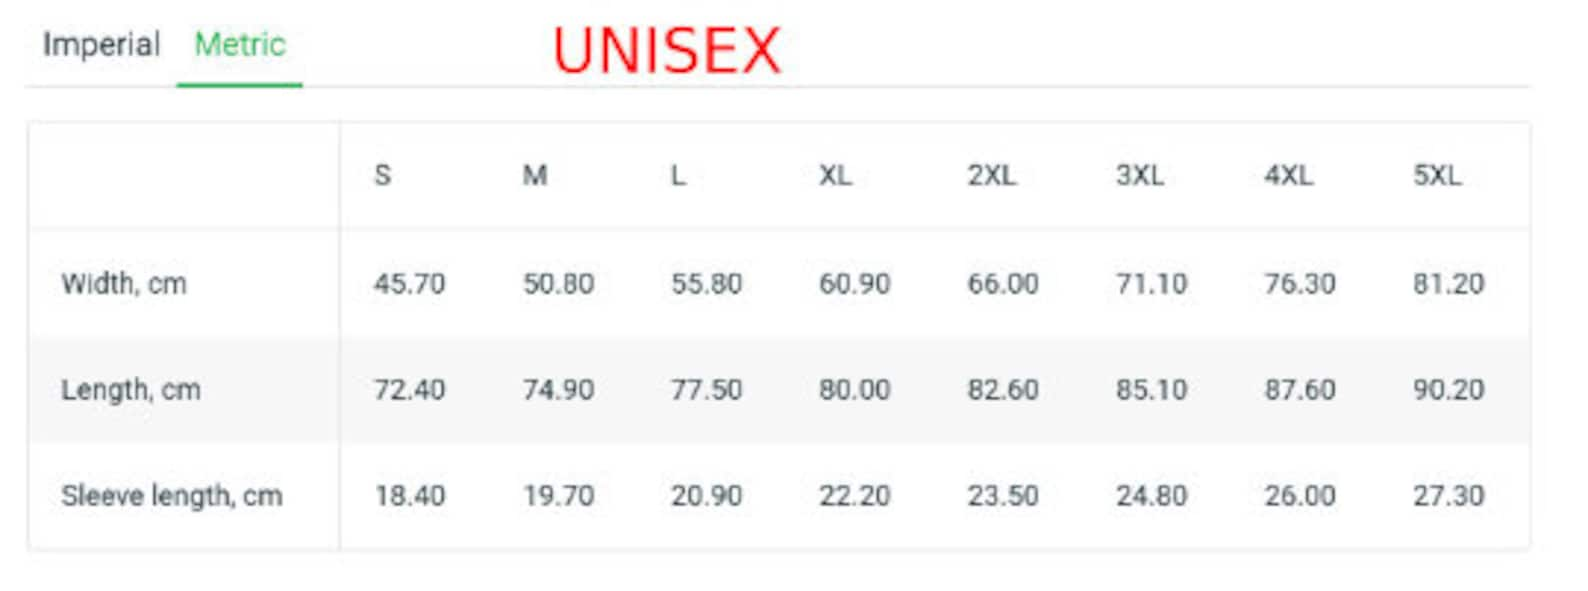 Imperial Metric UNISEX
S M L XL 2XL 3XL 4XL 5XL
Width, cm 45.70 50.80 55.80 60.90 66.00 71.10 76.30 81.20
Length, cm 72.40 74.90 77.50 80.00 82.60 85.10 87.60 90.20
Sleeve length, cm 18.40 19.70 20.90 22.20 23.50 24.80 26.00 27.30